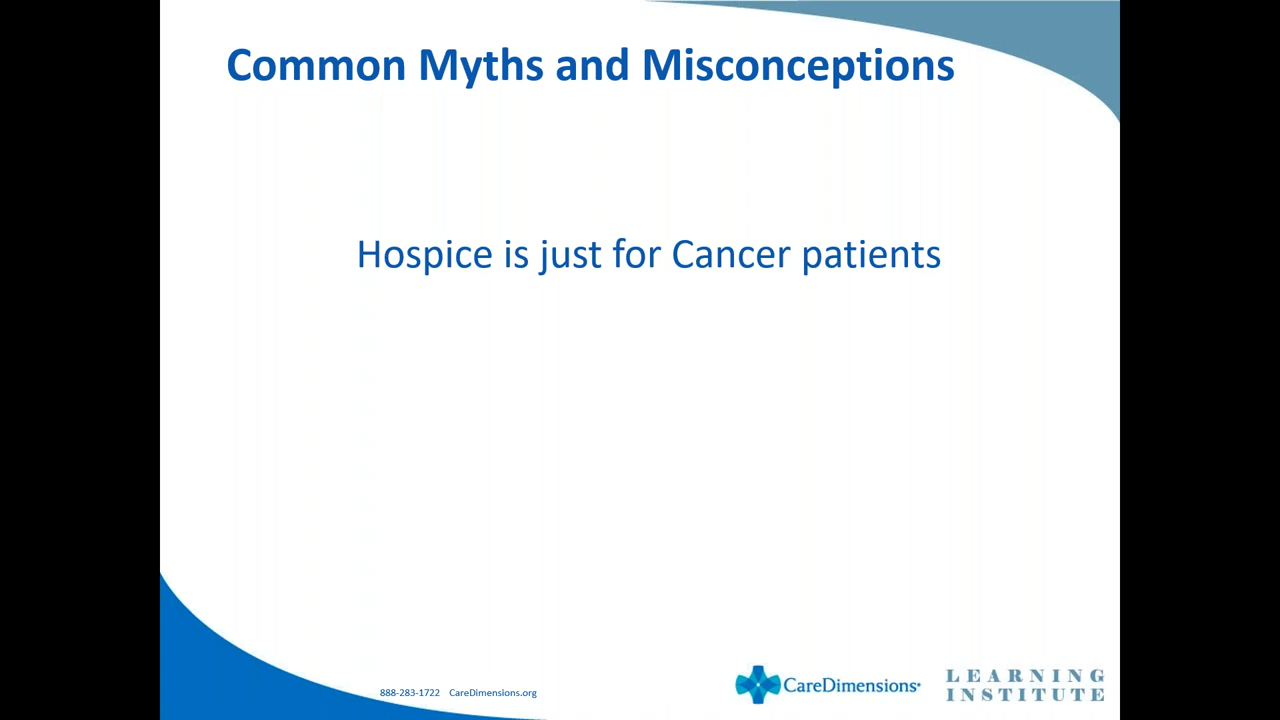 Common Myths and Misconceptions
Hospice is just for Cancer patients
888-283-1722 CareDimensions.org
CareDimensions
LEARNING
INSTITUTE